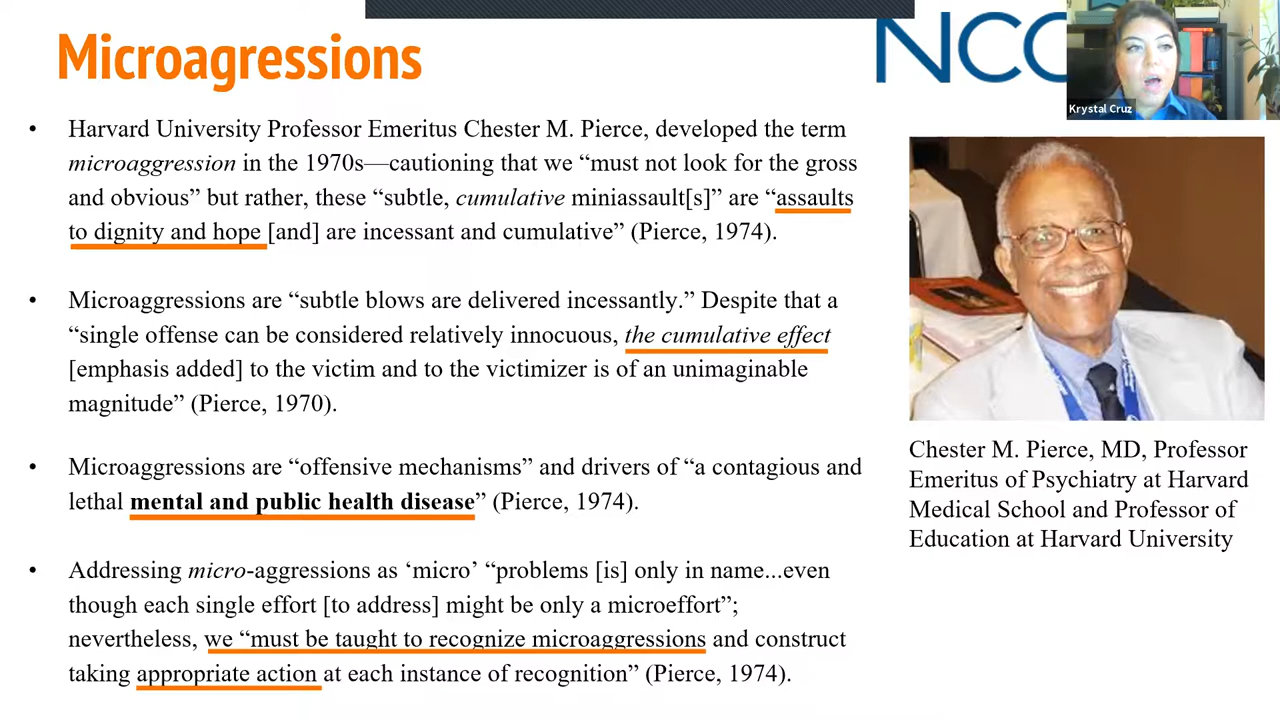 Microagressions
NCO
Krystal Cruz
• Harvard University Professor Emeritus Chester M. Pierce, developed the term
microaggression in the 1970s—cautioning that we “must not look for the gross
and obvious” but rather, these “subtle, cumulative miniassault[s]” are “assaults
to dignity and hope [and] are incessant and cumulative” (Pierce, 1974).
• Microaggressions are “subtle blows are delivered incessantly.” Despite that a
“single offense can be considered relatively innocuous, the cumulative effect
[emphasis added] to the victim and to the victimizer is of an unimaginable
magnitude” (Pierce, 1970).
• Microaggressions are “offensive mechanisms” and drivers of “a contagious and
lethal mental and public health disease” (Pierce, 1974).
• Addressing micro-aggressions as ‘micro’ “problems [is] only in name...even
though each single effort [to address] might be only a microeffort”;
nevertheless, we “must be taught to recognize microaggressions and construct
taking appropriate action at each instance of recognition” (Pierce, 1974).
Chester M. Pierce, MD, Professor
Emeritus of Psychiatry at Harvard
Medical School and Professor of
Education at Harvard University